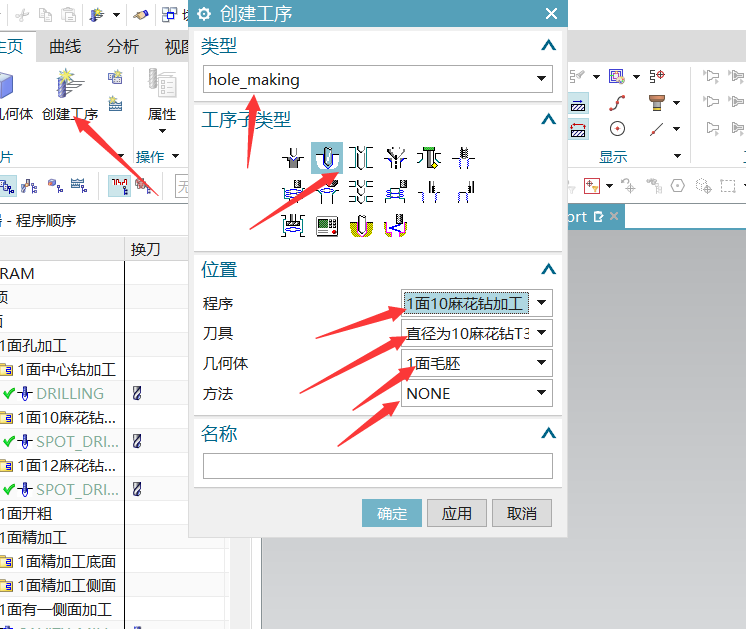 创建工序
主页 曲线 分析 视图
几何体 创建工序 属性
片 操作 显示
- 程序顺序
换刀
RAM
1面孔加工
1面中心钻加工
DRILLING
1面10麻花钻...
SPOT_DRI...
1面12麻花钻...
SPOT_DRI...
1面开粗
1面精加工
1面精加工底面
1面精加工侧面
1面有一侧面加工
类型
hole_making
工序子类型
位置
程序 1面10麻花钻加工
刀具 直径为10麻花钻T3
几何体 1面毛胚
方法 NONE
名称
确定 应用 取消
ort
无